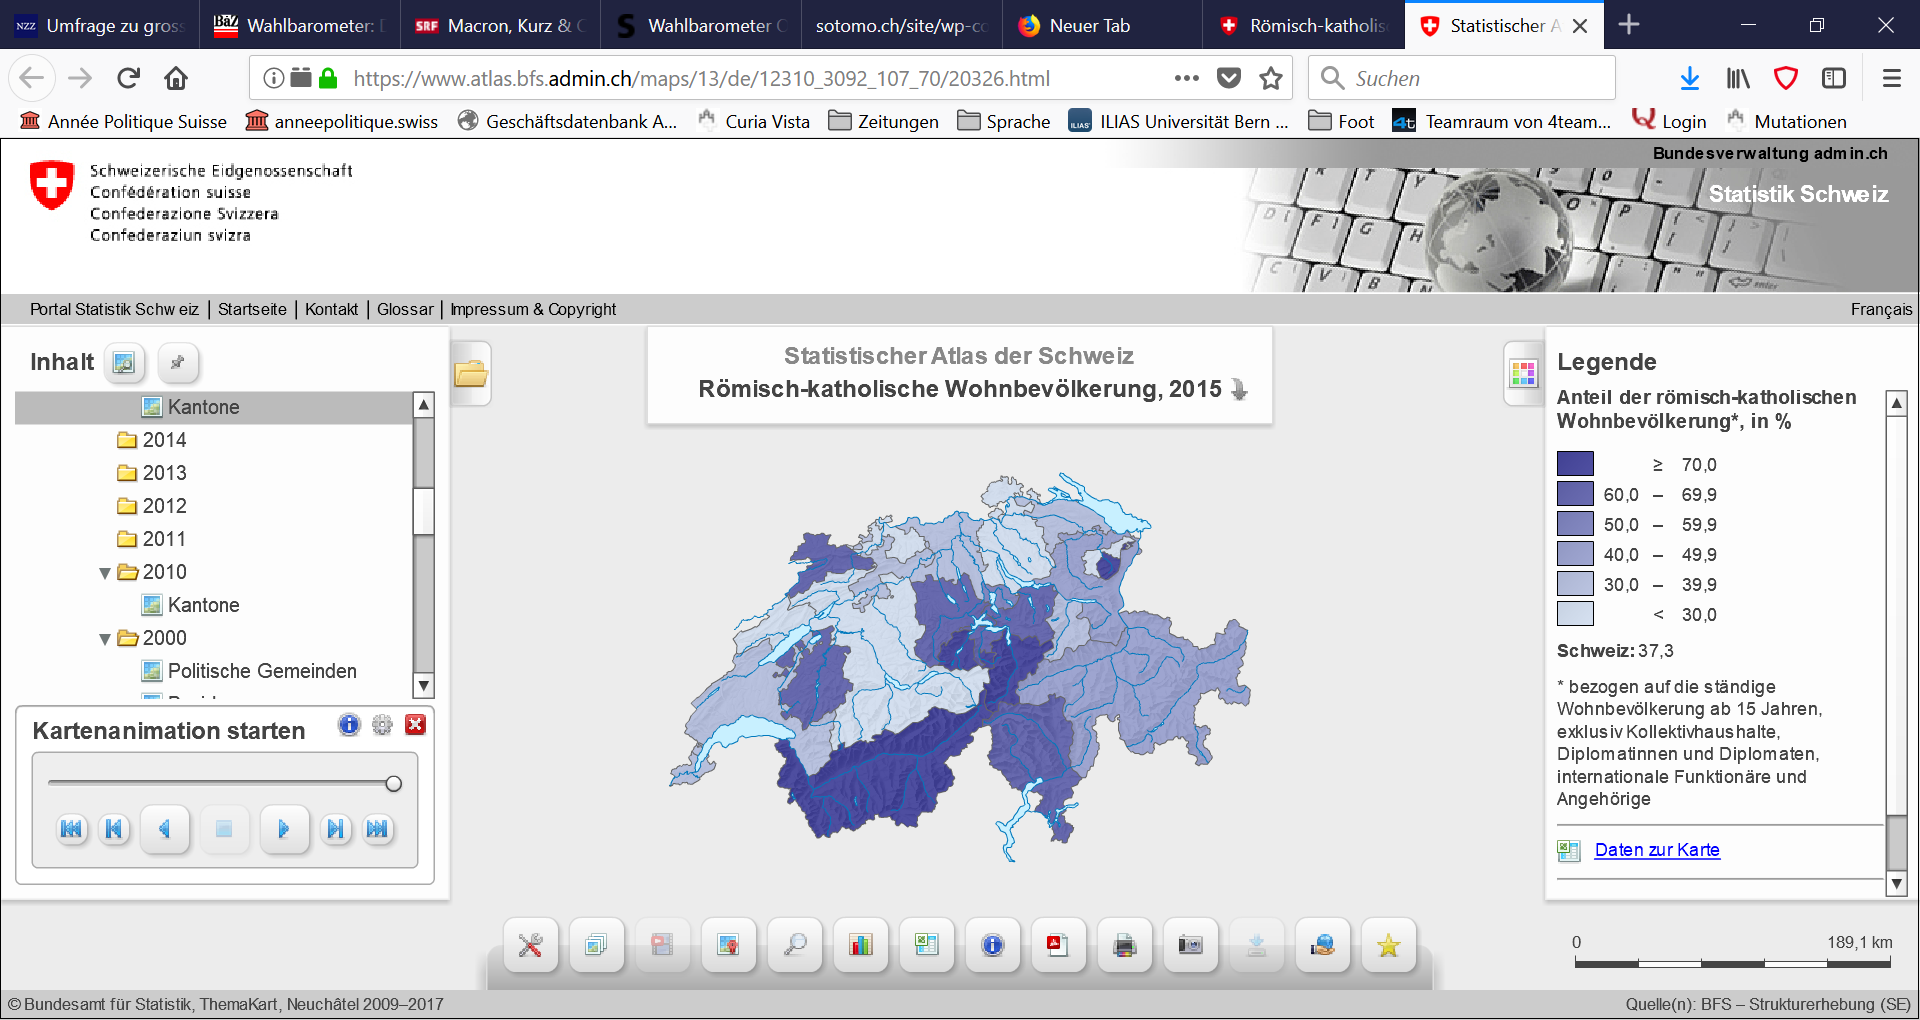 Umfrage zu gross
Wahlbarometer: D
Macron, Kurz & C
Wahlbarometer
sotomo.ch/site/wp-co
Neuer Tab
Römisch-katholis
Statistischer A
https://www.atlas.bfs.admin.ch/maps/13/de/12310_3092_107_70/20326.html
Suchen
Année Politique Suisse
anneepolitique.swiss
Geschäftsdatenbank A...
Curia Vista
Zeitungen
Sprache
ILIAS Universität Bern ...
Foot
Teamraum von 4team...
Login
Mutationen
Schweizerische Eidgenossenschaft
Confédération suisse
Confederazione Svizzera
Confederaziun svizra
Bundesverwaltung admin.ch
Statistik Schweiz
Portal Statistik Schweiz | Startseite | Kontakt | Glossar | Impressum & Copyright
Français
Inhalt
Kantone
2014
2013
2012
2011
2010
Kantone
2000
Politische Gemeinden
Kartenanimation starten
Statistischer Atlas der Schweiz
Römisch-katholische Wohnbevölkerung, 2015
Legende
Anteil der römisch-katholischen
Wohnbevölkerung*, in %
≥ 70,0
60,0 – 69,9
50,0 – 59,9
40,0 – 49,9
30,0 – 39,9
< 30,0
Schweiz: 37,3
* bezogen auf die ständige
Wohnbevölkerung ab 15 Jahren,
exklusiv Kollektivhaushalte,
Diplomatinnen und Diplomaten,
internationale Funktionäre und
Angehörige
Daten zur Karte
0 189,1 km
© Bundesamt für Statistik, ThemaKart, Neuchâtel 2009–2017
Quelle(n): BFS – Strukturerhebung (SE)